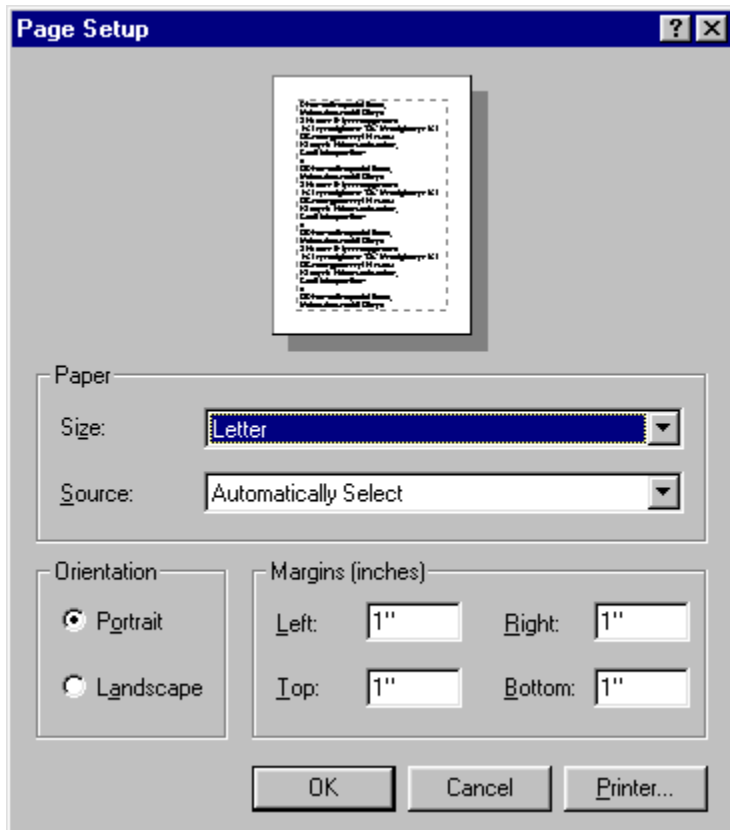 Page Setup
Paper
Size: Letter
Source: Automatically Select
Orientation
Portrait
Landscape
Margins (inches)
Left: 1" Right: 1"
Top: 1" Bottom: 1"
OK Cancel Printer...